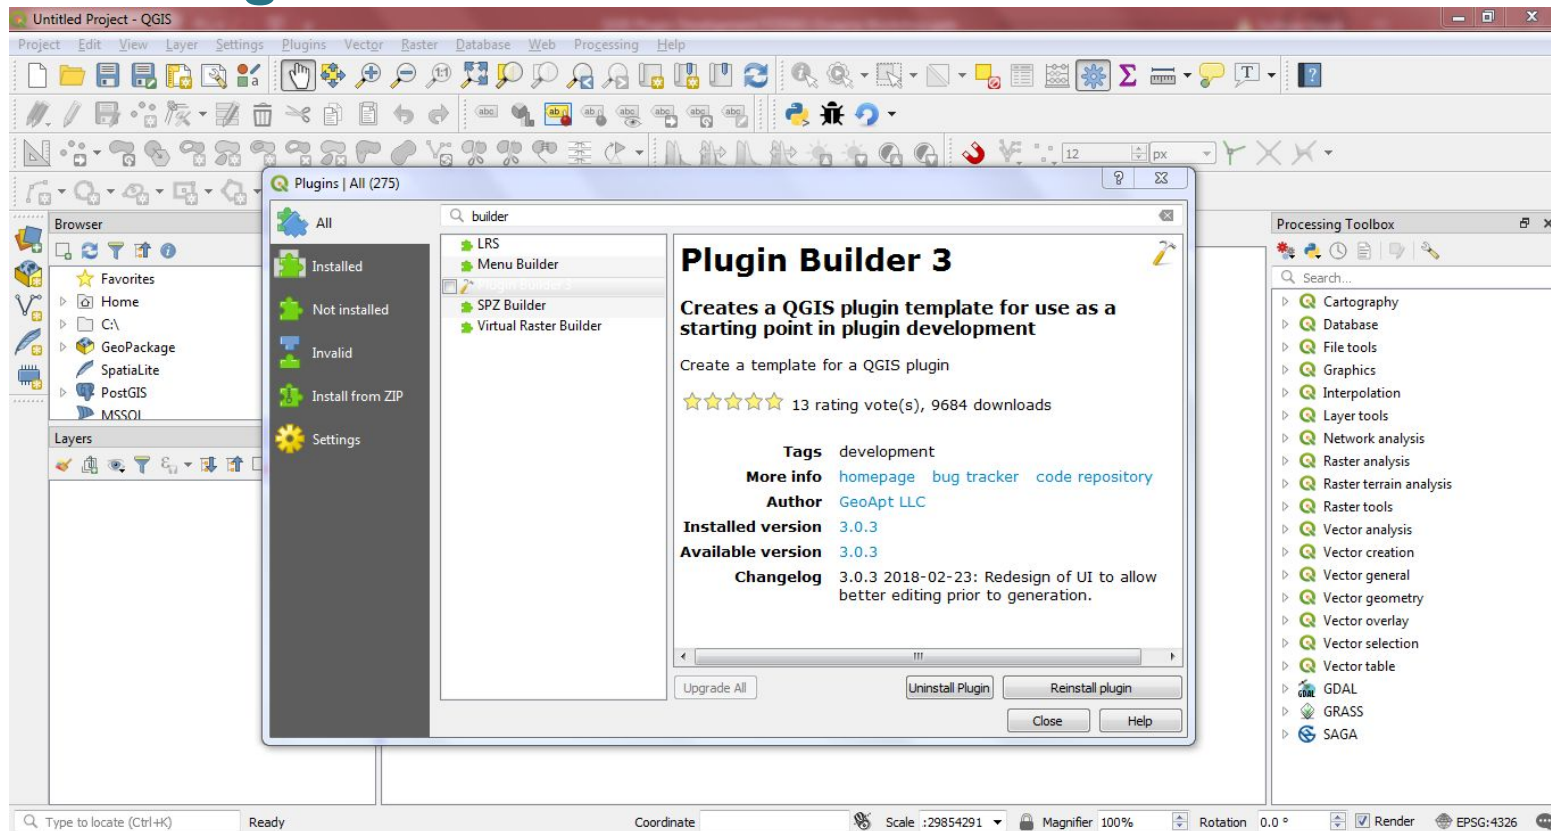 Untitled Project - QGIS
Project Edit View Layer Settings Plugins Vector Raster Database Web Processing Help
12 px
Plugins | All (275)
Browser
Favorites
Home
C:\
GeoPackage
SpatiaLite
PostGIS
MSSQL
Layers
All
Installed
Not installed
Invalid
Install from ZIP
Settings
builder
LRS
Menu Builder
Plugin Builder 3
SPZ Builder
Virtual Raster Builder
Plugin Builder 3
Creates a QGIS plugin template for use as a
starting point in plugin development
Create a template for a QGIS plugin
13 rating vote(s), 9684 downloads
Tags development
More info homepage bug tracker code repository
Author GeoApt LLC
Installed version 3.0.3
Available version 3.0.3
Changelog 3.0.3 2018-02-23: Redesign of UI to allow
better editing prior to generation.
Upgrade All Uninstall Plugin Reinstall plugin
Close Help
Processing Toolbox
Search...
Cartography
Database
File tools
Graphics
Interpolation
Layer tools
Network analysis
Raster analysis
Raster terrain analysis
Raster tools
Vector analysis
Vector creation
Vector general
Vector geometry
Vector overlay
Vector selection
Vector table
GDAL
GRASS
SAGA
Type to locate (Ctrl+K) Ready Coordinate Scale :29854291 Magnifier 100% Rotation 0.0 ° Render EPSG:4326